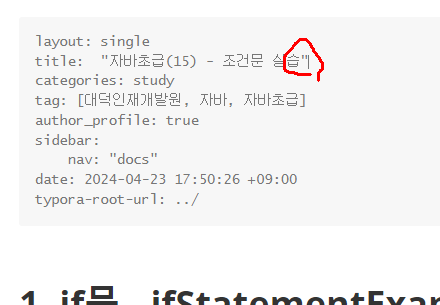 layout: single
title:  "자바초급(15) - 조건문 실습"
categories: study
tag: [대덕인재개발원, 자바, 자바초급]
author_profile: true
sidebar:
    nav: "docs"
date: 2024-04-23 17:50:26 +09:00
typora-root-url: ../
1. if문 - ifStatementExam